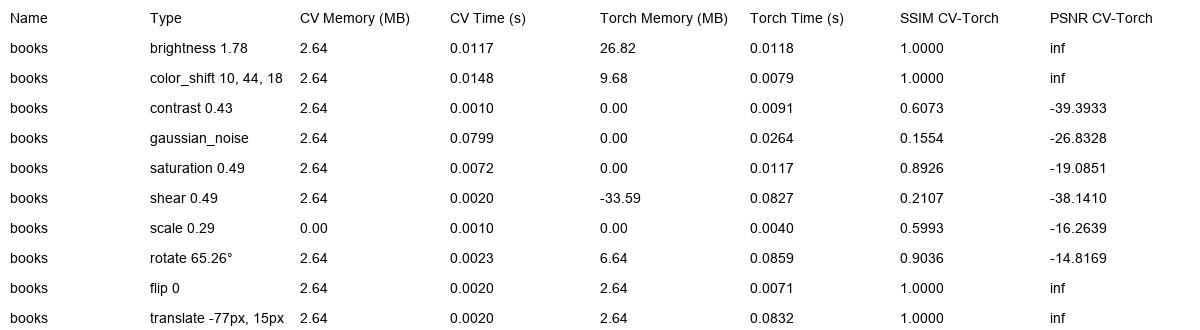 Name Type CV Memory (MB) CV Time (s) Torch Memory (MB) Torch Time (s) SSIM CV-Torch PSNR CV-Torch
books brightness 1.78 2.64 0.0117 26.82 0.0118 1.0000 inf
books color_shift 10, 44, 18 2.64 0.0148 9.68 0.0079 1.0000 inf
books contrast 0.43 2.64 0.0010 0.00 0.0091 0.6073 -39.3933
books gaussian_noise 2.64 0.0799 0.00 0.0264 0.1554 -26.8328
books saturation 0.49 2.64 0.0072 0.00 0.0117 0.8926 -19.0851
books shear 0.49 2.64 0.0020 -33.59 0.0827 0.2107 -38.1410
books scale 0.29 0.00 0.0010 0.00 0.0040 0.5993 -16.2639
books rotate 65.26° 2.64 0.0023 6.64 0.0859 0.9036 -14.8169
books flip 0 2.64 0.0020 2.64 0.0071 1.0000 inf
books translate -77px, 15px 2.64 0.0020 2.64 0.0832 1.0000 inf